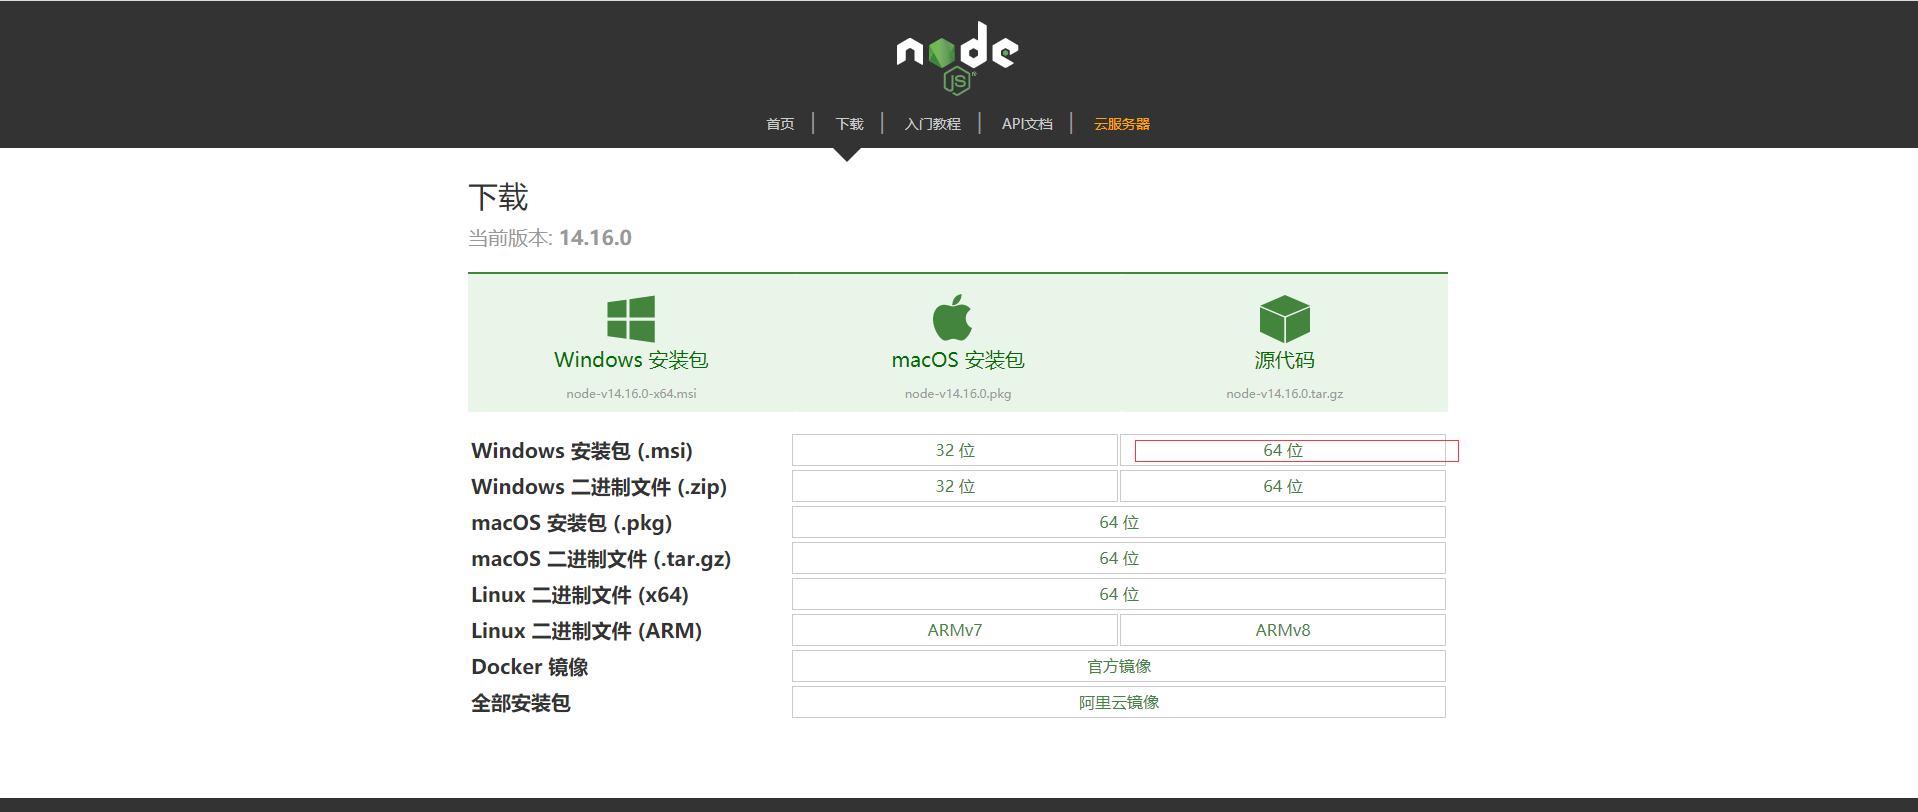 node
JS
首页 下载 入门教程 API文档 云服务器
下载
当前版本: 14.16.0
Windows 安装包 macOS 安装包 源代码
node-v14.16.0-x64.msi node-v14.16.0.pkg node-v14.16.0.tar.gz
Windows 安装包 (.msi) 32 位 64 位
Windows 二进制文件 (.zip) 32 位 64 位
macOS 安装包 (.pkg) 64 位
macOS 二进制文件 (.tar.gz) 64 位
Linux 二进制文件 (x64) 64 位
Linux 二进制文件 (ARM) ARMv7 ARMv8
Docker 镜像 官方镜像
全部安装包 阿里云镜像